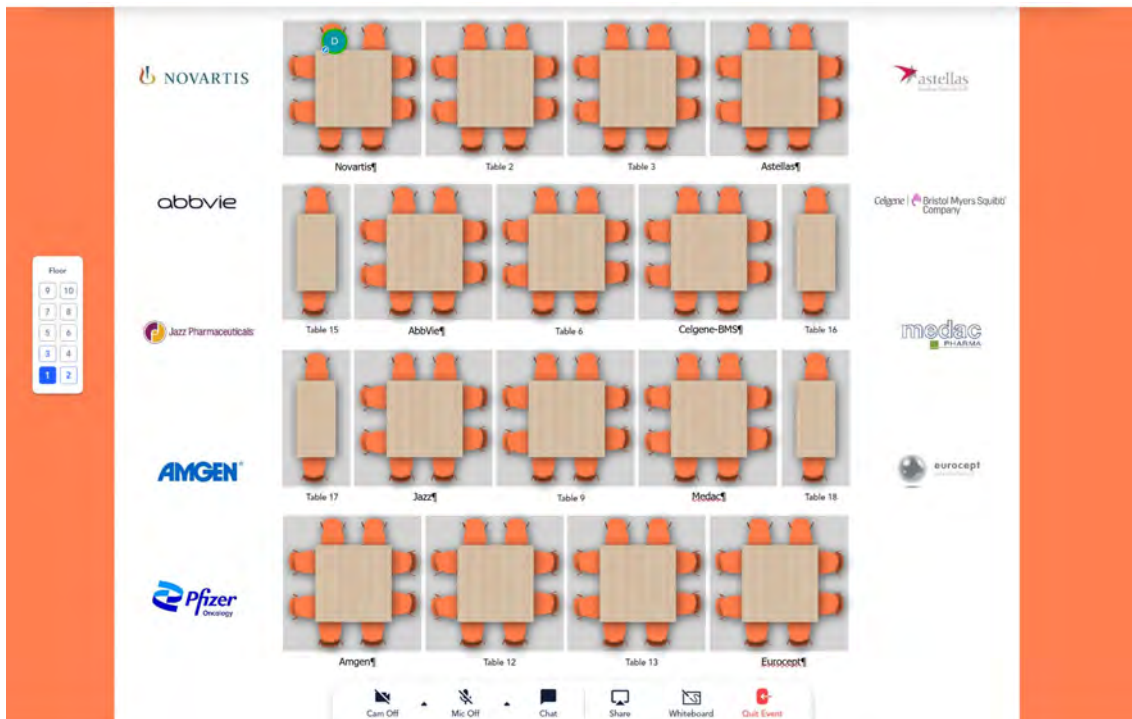 D
NOVARTIS
astellas
Novartis¶
Table 2
Table 3
Astellas¶
abbvie
Celgene | Bristol Myers Squibb
Company
Floor
9 10
7 8
5 6
3 4
1 2
Jazz Pharmaceuticals
Table 15
AbbVie¶
Table 6
Celgene-BMS¶
Table 16
medac
PHARMA
AMGEN®
eurocept
Table 17
Jazz¶
Table 9
Medac¶
Table 18
Pfizer
Oncology
Amgen¶
Table 12
Table 13
Eurocept¶
Cam Off
Mic Off
Chat
Share
Whiteboard
Quit Event